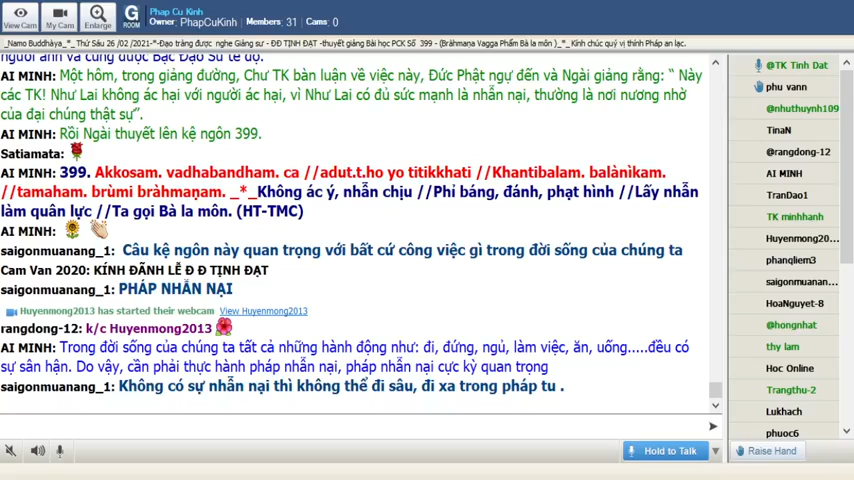 Phap Cu Kinh
Owner: PhapCuKinh | Members: 31 | Cams: 0
View Cam
My Cam
Enlarge
G
ROOM
_Namo Buddhàya_*_ Thứ Sáu 26 /02 /2021-*-Đạo tràng được nghe Giảng sư - ĐĐ TỊNH ĐẠT -thuyết giảng Bài học PCK Số 399 - (Bràhmaṇa Vagga Phẩm Bà la môn )_*_ Kính chúc quý vị thính Pháp an lạc.
AI MINH: Một hôm, trong giảng đường, Chư TK bàn luận về việc này, Đức Phật ngự đến và Ngài giảng rằng: “ Này
các TK! Như Lai không ác hại với người ác hại, vì Như Lai có đủ sức mạnh là nhẫn nại, thường là nơi nương nhờ
của đại chúng thật sự”.
AI MINH: Rồi Ngài thuyết lên kệ ngôn 399.
Satiamata:
AI MINH: 399. Akkosam. vadhabandham. ca //adut.t.ho yo titikkhati //Khantibalam. balànìkam.
//tamaham. brùmi bràhmaṇam. _*_Không ác ý, nhẫn chịu //Phỉ báng, đánh, phạt hình //Lấy nhẫn
làm quân lực //Ta gọi Bà la môn. (HT-TMC)
AI MINH:
saigonmuanang_1: Câu kệ ngôn này quan trọng với bất cứ công việc gì trong đời sống của chúng ta
Cam Van 2020: KÍNH ĐÃNH LỄ Đ Đ TỊNH ĐẠT
saigonmuanang_1: PHÁP NHẪN NẠI
Huyenmong2013 has started their webcam View Huyenmong2013
rangdong-12: k/c Huyenmong2013
AI MINH: Trong đời sống của chúng ta tất cả những hành động như: đi, đứng, ngủ, làm việc, ăn, uống.....đều có
sự sân hận. Do vậy, cần phải thực hành pháp nhẫn nại, pháp nhẫn nại cực kỳ quan trọng
saigonmuanang_1: Không có sự nhẫn nại thì không thể đi sâu, đi xa trong pháp tu .
@TK Tinh Dat
phu vann
@nhuthuynh109
TinaN
@rangdong-12
AI MINH
TranDao1
TK minhhanh
Huyenmong20...
phanqliem3
saigonmuanan...
HoaNguyet-8
@hongnhat
thy lam
Hoc Online
Trangthu-2
Lukhach
phuoc6
Hold to Talk
Raise Hand